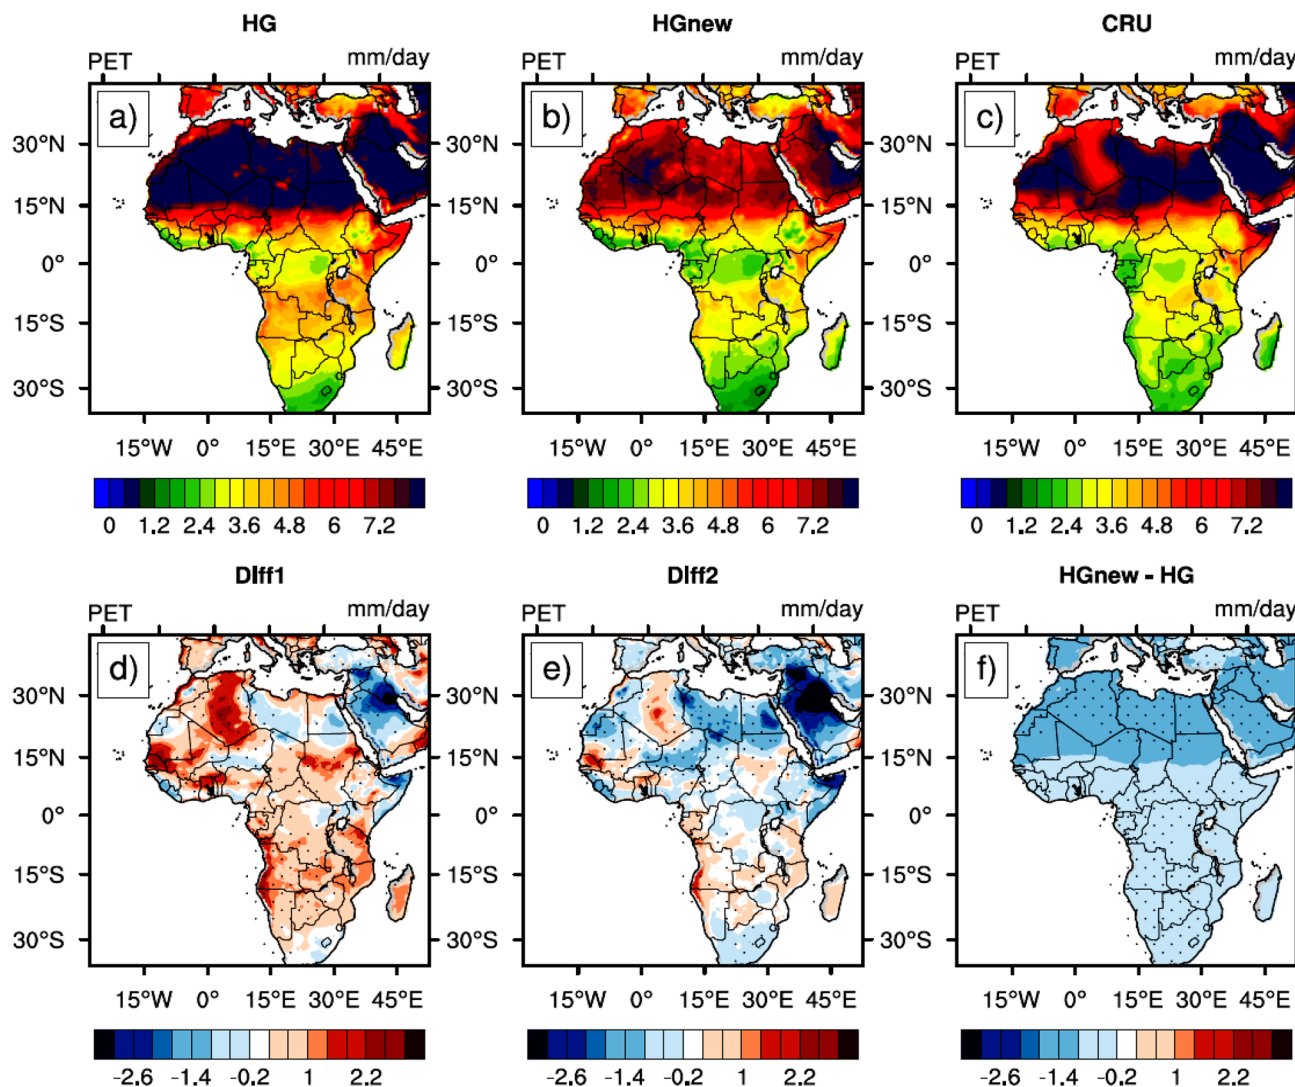 HG HGnew CRU
PET mm/day PET mm/day PET mm/day
a) b) c)
30°N 30°N 30°N
15°N 15°N 15°N
0° 0° 0°
15°S 15°S 15°S
30°S 30°S 30°S
15°W 0° 15°E 30°E 45°E 15°W 0° 15°E 30°E 45°E 15°W 0° 15°E 30°E 45°E
0 1.2 2.4 3.6 4.8 6 7.2 0 1.2 2.4 3.6 4.8 6 7.2 0 1.2 2.4 3.6 4.8 6 7.2
DIff1 DIff2 HGnew - HG
PET mm/day PET mm/day PET mm/day
d) e) f)
30°N 30°N 30°N
15°N 15°N 15°N
0° 0° 0°
15°S 15°S 15°S
30°S 30°S 30°S
15°W 0° 15°E 30°E 45°E 15°W 0° 15°E 30°E 45°E 15°W 0° 15°E 30°E 45°E
-2.6 -1.4 -0.2 1 2.2 -2.6 -1.4 -0.2 1 2.2 -2.6 -1.4 -0.2 1 2.2